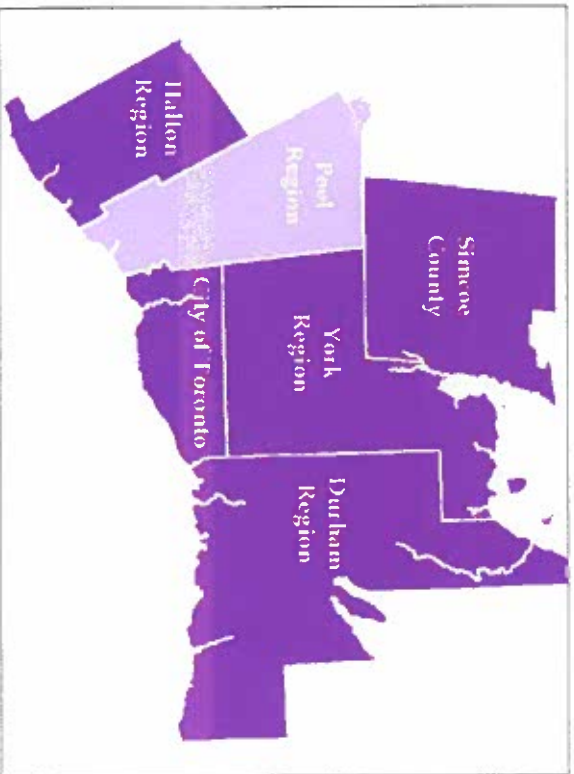 Halton
Region
Peel
Region
Simcoe
County
York
Region
City of Toronto
Durham
Region